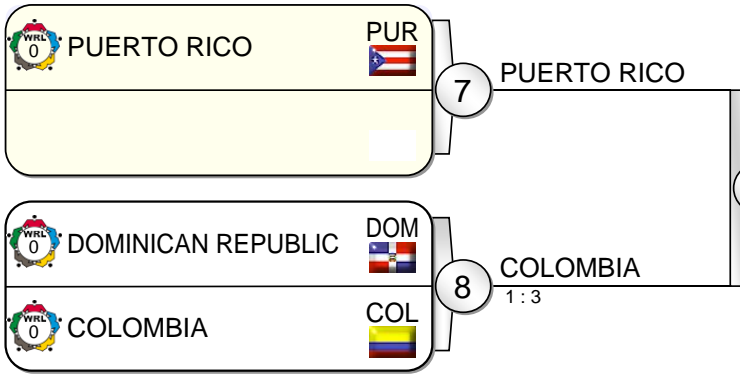 WRL
0
PUERTO RICO
PUR
7
PUERTO RICO
WRL
0
DOMINICAN REPUBLIC
DOM
8
COLOMBIA
1 : 3
WRL
0
COLOMBIA
COL